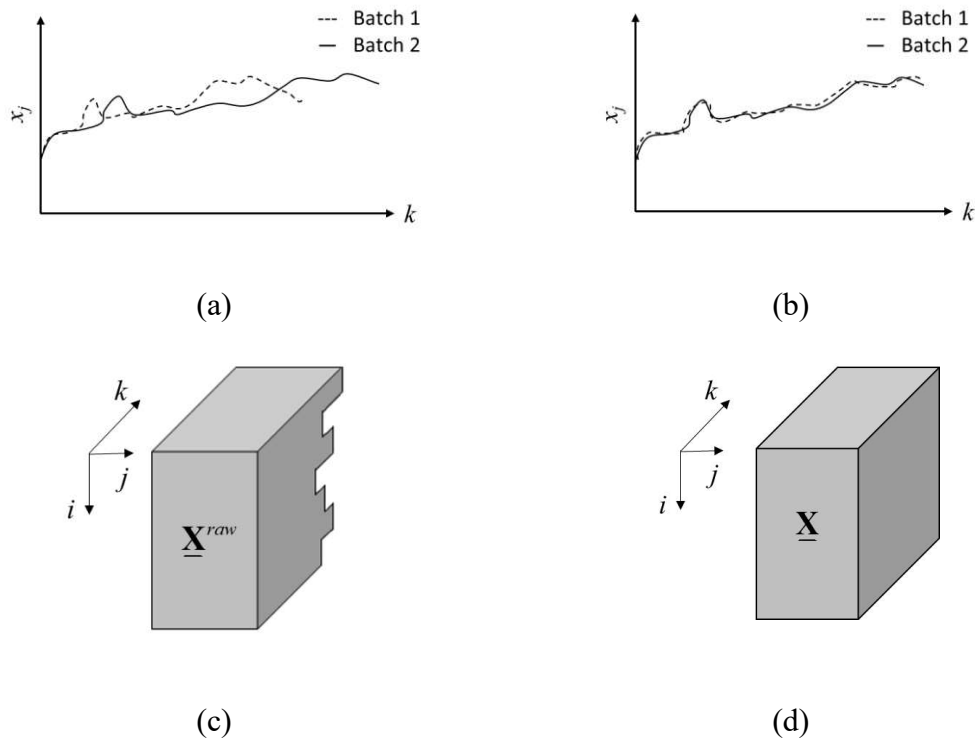 --- Batch 1
— Batch 2
x_j
k
(a)
--- Batch 1
— Batch 2
x_j
k
(b)
k
j
i
X^raw
(c)
k
j
i
X
(d)